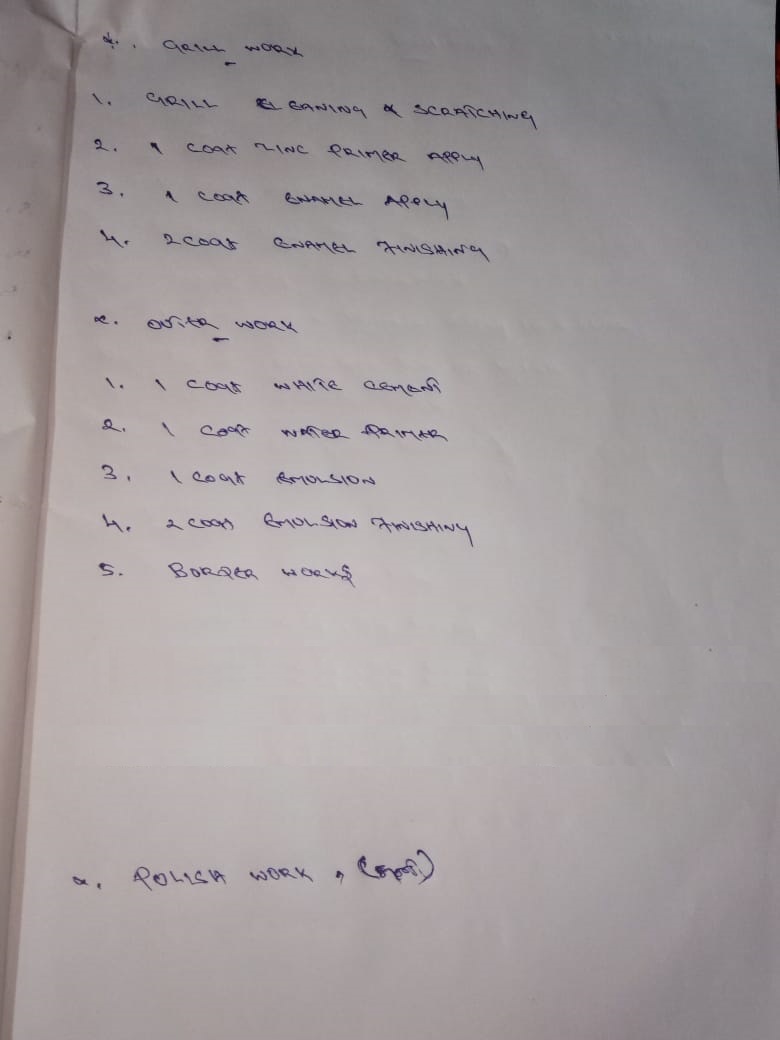 *. GRILL WORK
1. GRILL CLEANING & SCRATCHING
2. 1 COAT ZINC PRIMER APPLY
3. 1 COAT ENAMEL APPLY
4. 2 COAT ENAMEL FINISHING
*. OUTER WORK
1. 1 COAT WHITE CEMENT
2. 1 COAT WATER PRIMER
3. 1 COAT EMULSION
4. 2 COAT EMULSION FINISHING
5. BORDER WORKS
*. POLISH WORK, (தனி)